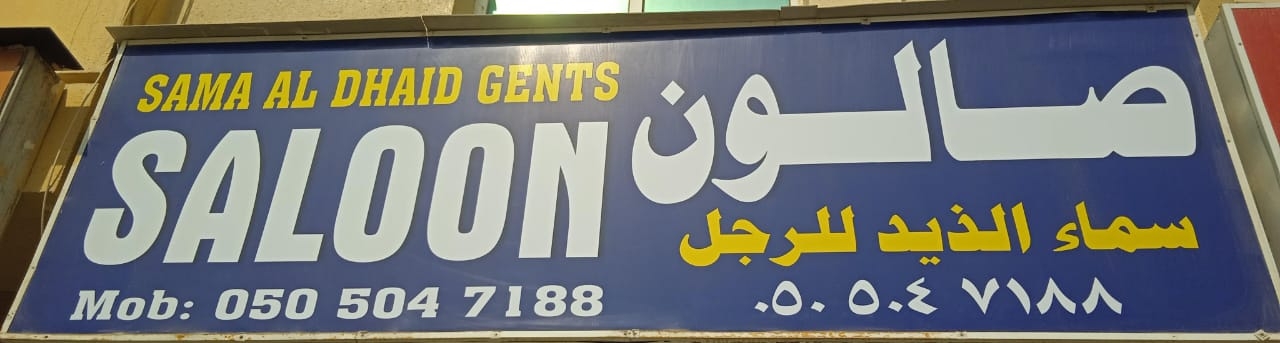 SAMA AL DHAID GENTS
SALOON
Mob: 050 504 7188
صالون
سماء الذيد للرجل
٠٥٠ ٥٠٤ ٧١٨٨